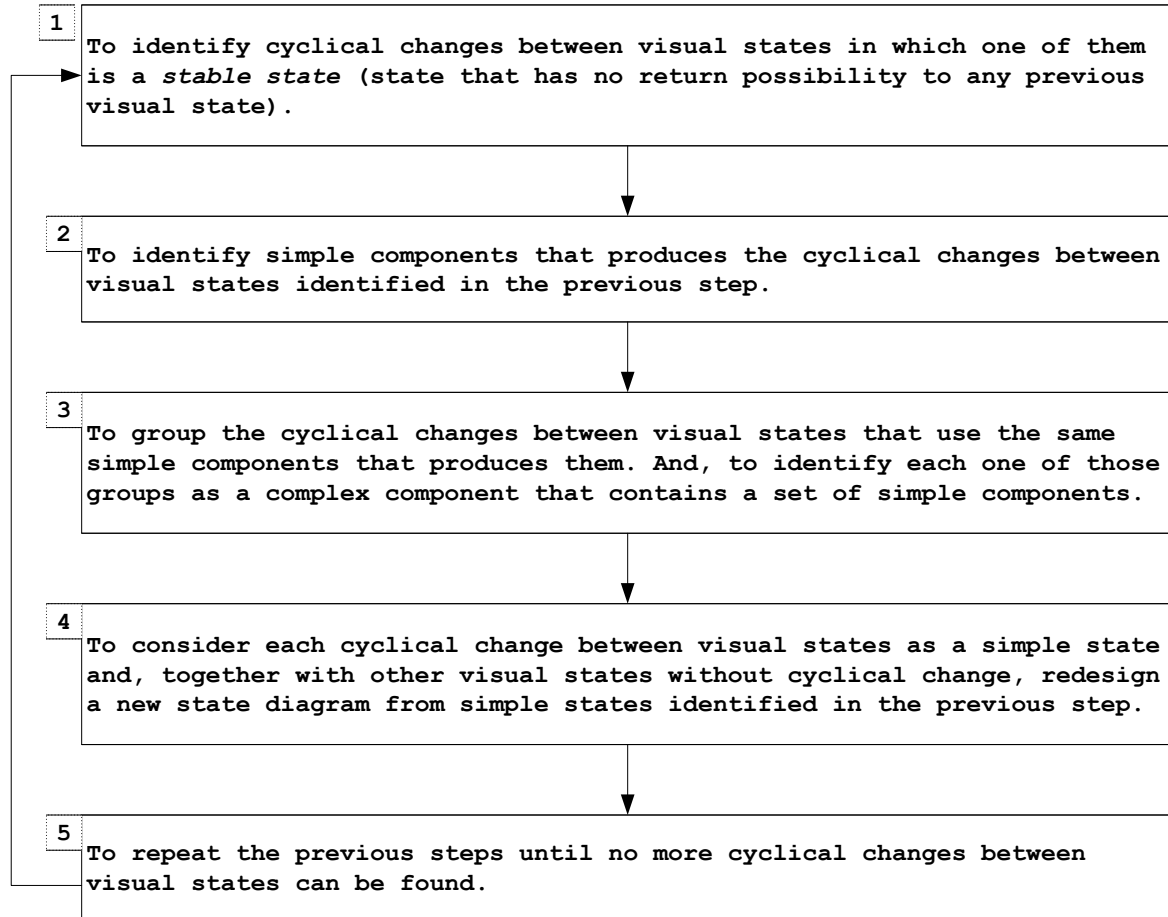 1
To identify cyclical changes between visual states in which one of them
is a stable state (state that has no return possibility to any previous
visual state).
2
To identify simple components that produces the cyclical changes between
visual states identified in the previous step.
3
To group the cyclical changes between visual states that use the same
simple components that produces them. And, to identify each one of those
groups as a complex component that contains a set of simple components.
4
To consider each cyclical change between visual states as a simple state
and, together with other visual states without cyclical change, redesign
a new state diagram from simple states identified in the previous step.
5
To repeat the previous steps until no more cyclical changes between
visual states can be found.